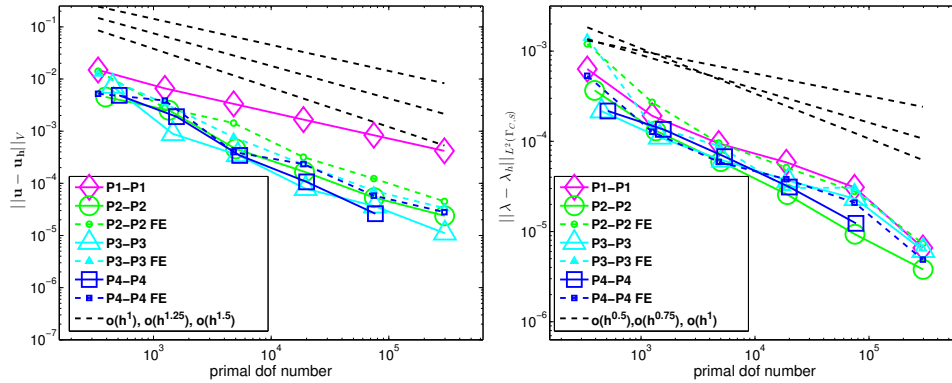 ||u − u_h||_V
10^-1
10^-2
10^-3
10^-4
10^-5
10^-6
10^-7
10^3
10^4
10^5
primal dof number
P1−P1
P2−P2
P2−P2 FE
P3−P3
P3−P3 FE
P4−P4
P4−P4 FE
o(h^1), o(h^1.25), o(h^1.5)
||λ − λ_h||_L^2(Γ_C,s)
10^-3
10^-4
10^-5
10^-6
10^3
10^4
10^5
primal dof number
P1−P1
P2−P2
P2−P2 FE
P3−P3
P3−P3 FE
P4−P4
P4−P4 FE
o(h^0.5),o(h^0.75), o(h^1)